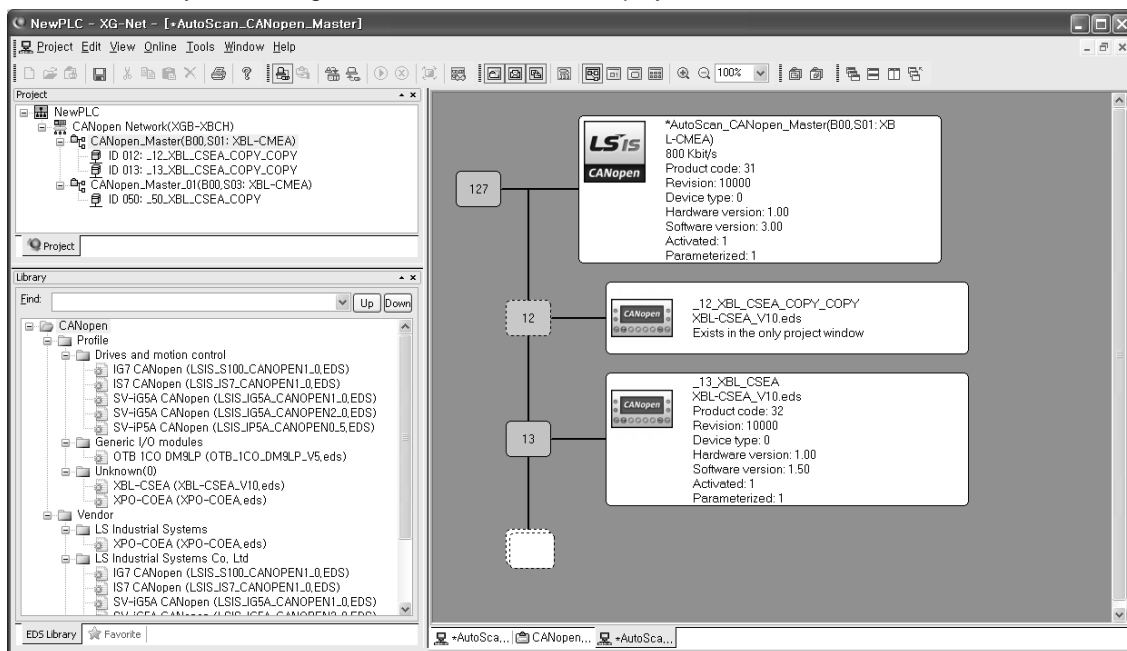 NewPLC - XG-Net - [*AutoScan_CANopen_Master]
Project Edit View Online Tools Window Help
100%
Project
NewPLC
CANopen Network(XGB-XBCH)
CANopen_Master(B00,S01: XBL-CMEA)
ID 012: _12_XBL_CSEA_COPY_COPY
ID 013: _13_XBL_CSEA_COPY_COPY
CANopen_Master_01(B00,S03: XBL-CMEA)
ID 050: _50_XBL_CSEA_COPY
Project
Library
Find:
Up Down
CANopen
Profile
Drives and motion control
IG7 CANopen (LSIS_S100_CANOPEN1_0.EDS)
IS7 CANopen (LSIS_IS7_CANOPEN1_0.EDS)
SV-iG5A CANopen (LSIS_IG5A_CANOPEN1_0.EDS)
SV-iG5A CANopen (LSIS_IG5A_CANOPEN2_0.EDS)
SV-iP5A CANopen (LSIS_IP5A_CANOPEN0_5.EDS)
Generic I/O modules
OTB 1CO DM9LP (OTB_1CO_DM9LP_V5.eds)
Unknown(0)
XBL-CSEA (XBL-CSEA_V10.eds)
XPO-COEA (XPO-COEA.eds)
Vendor
LS Industrial Systems
XPO-COEA (XPO-COEA.eds)
LS Industrial Systems Co, Ltd
IG7 CANopen (LSIS_S100_CANOPEN1_0.EDS)
IS7 CANopen (LSIS_IS7_CANOPEN1_0.EDS)
SV-iG5A CANopen (LSIS_IG5A_CANOPEN1_0.EDS)
EDS Library Favorite
127
LSis
CANopen
*AutoScan_CANopen_Master(B00,S01: XB
L-CMEA)
800 Kbit/s
Product code: 31
Revision: 10000
Device type: 0
Hardware version: 1.00
Software version: 3.00
Activated: 1
Parameterized: 1
12
CANopen
_12_XBL_CSEA_COPY_COPY
XBL-CSEA_V10.eds
Exists in the only project window
13
CANopen
_13_XBL_CSEA
XBL-CSEA_V10.eds
Product code: 32
Revision: 10000
Device type: 0
Hardware version: 1.00
Software version: 1.50
Activated: 1
Parameterized: 1
*AutoSca... CANopen... *AutoSca...